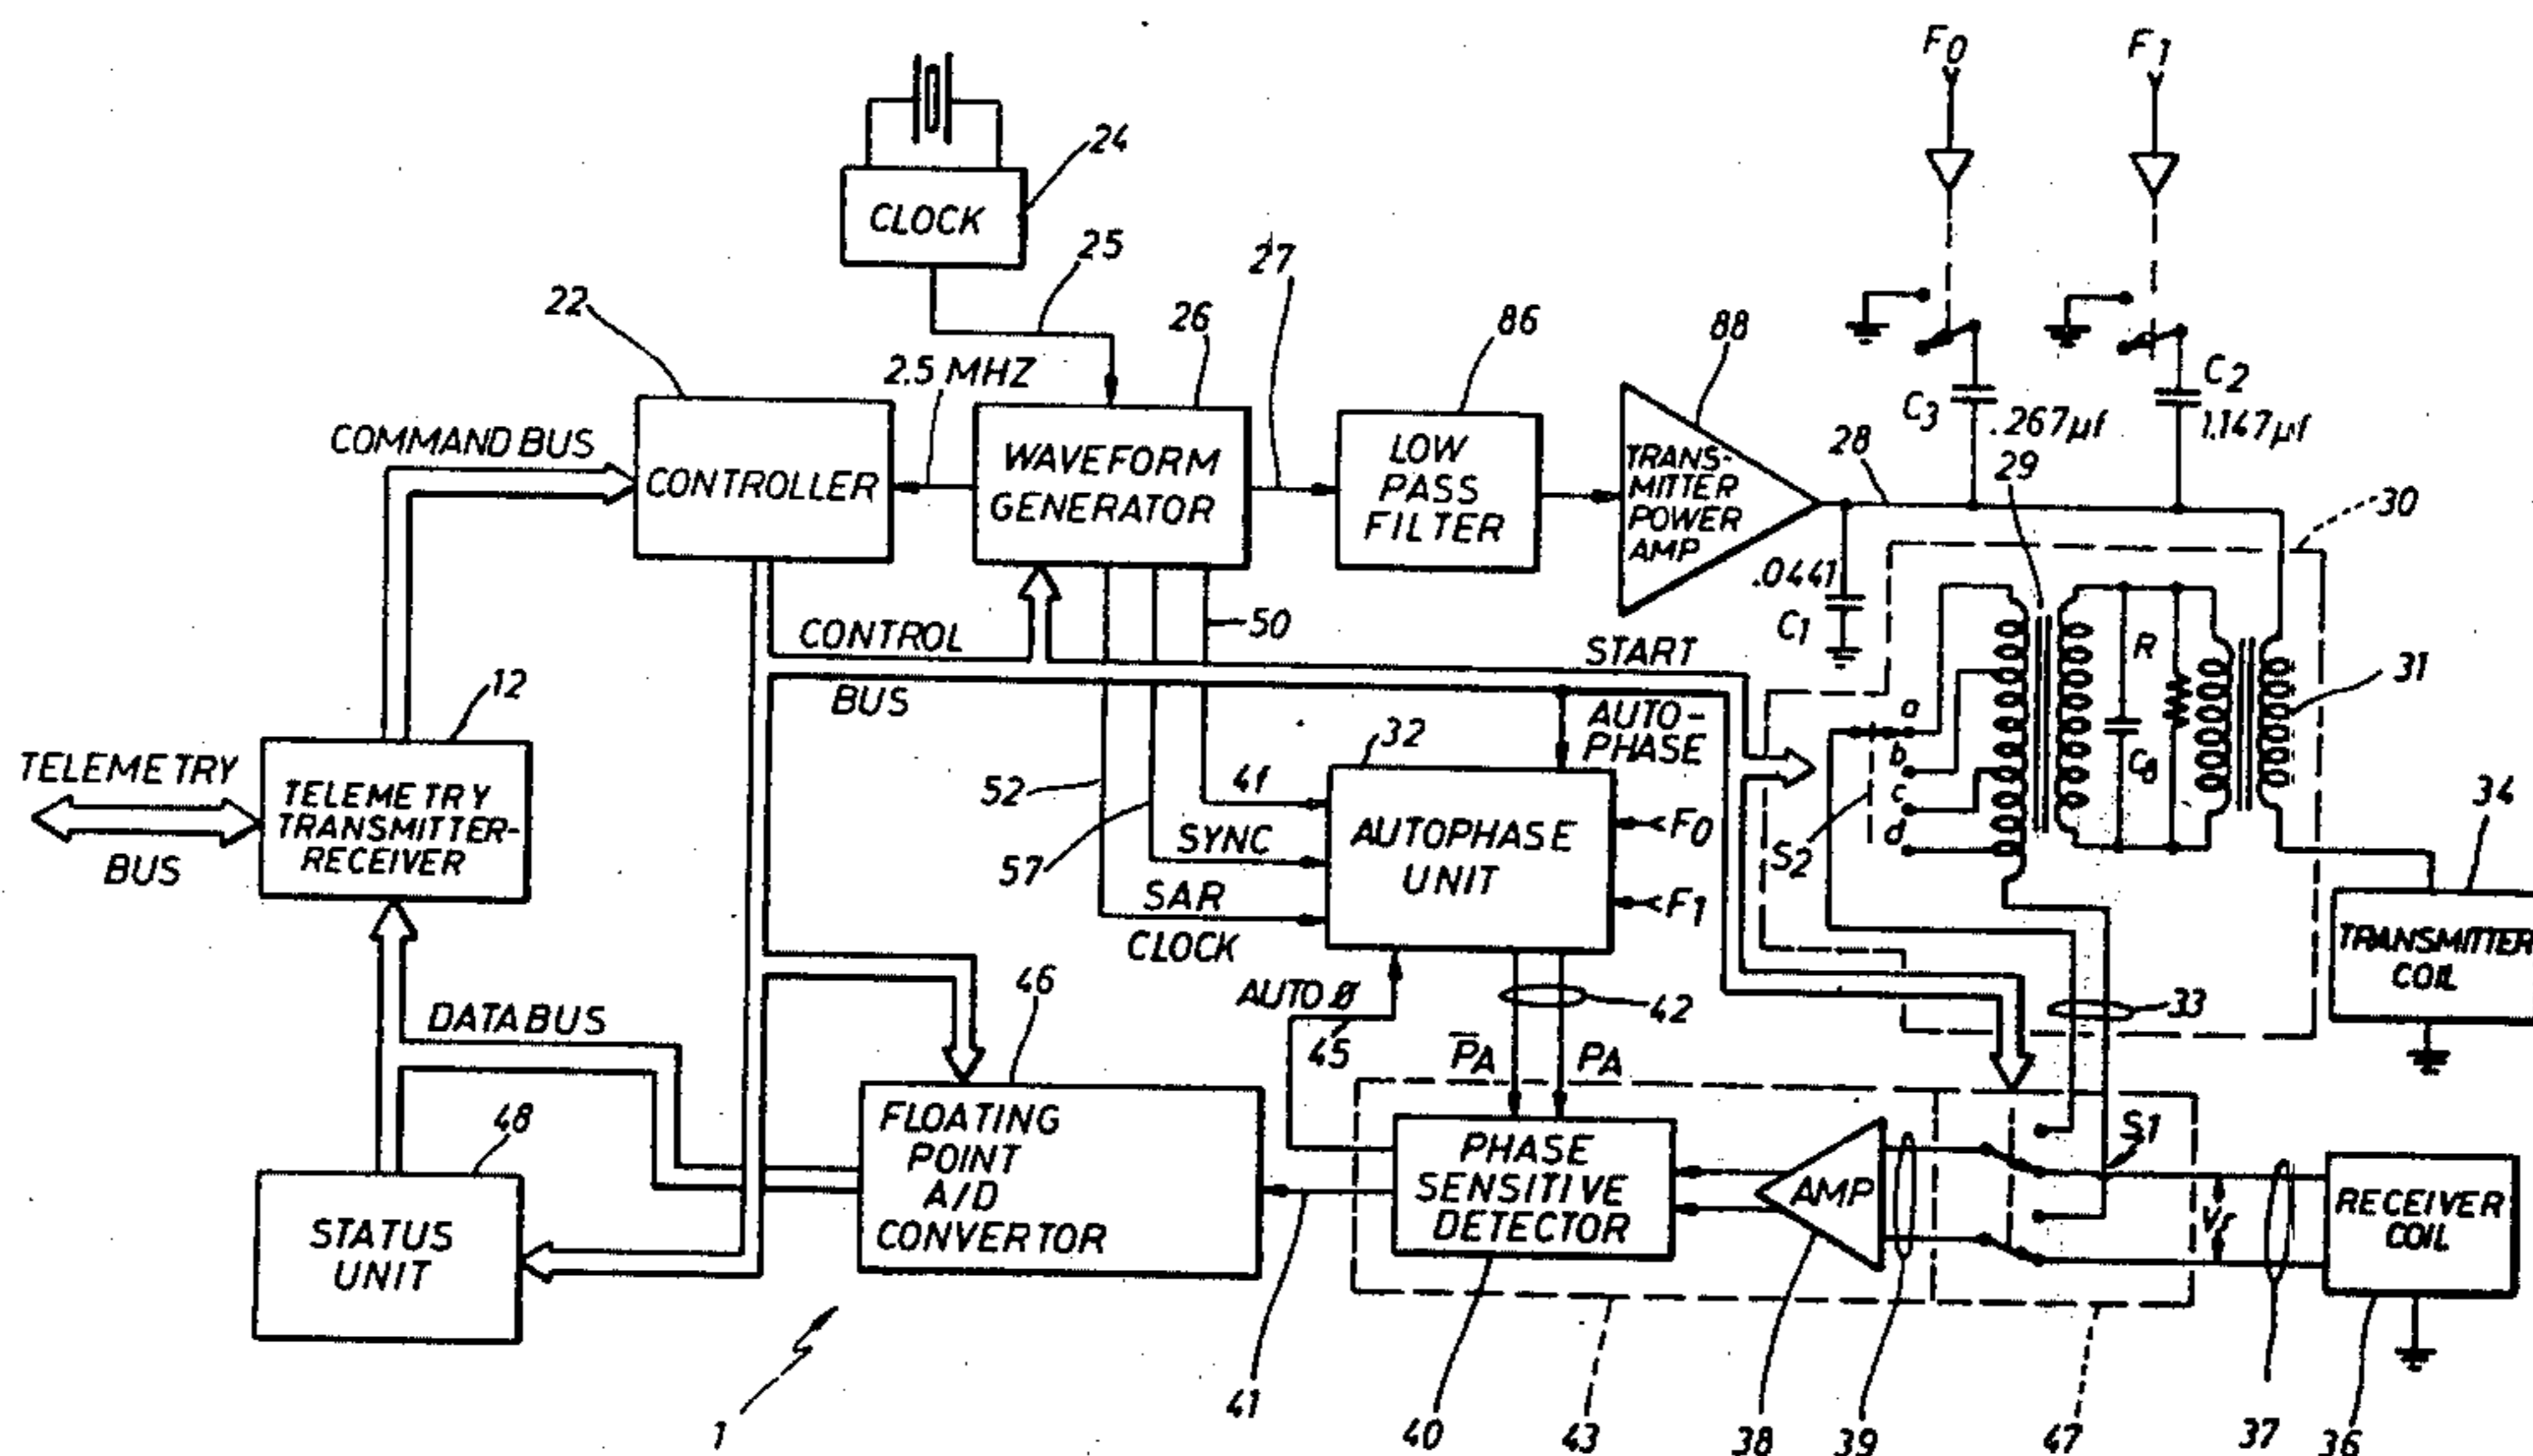 F0
F1
24
CLOCK
25
27
22
26
86
88
2.5 MHZ
C3
.267µf
C2
1.147µf
COMMAND BUS
CONTROLLER
WAVEFORM
GENERATOR
LOW
PASS
FILTER
TRANS-
MITTER
POWER
AMP
28
29
30
.0441
C1
50
CONTROL
BUS
START
R
31
12
AUTO-
PHASE
a
b
c
d
C8
S2
TELEMETRY
BUS
TELEMETRY
TRANSMITTER-
RECEIVER
52
57
32
4f
SYNC
SAR
CLOCK
AUTOPHASE
UNIT
F0
F1
34
TRANSMITTER
COIL
33
46
AUTO Ø
45
42
DATA BUS
P̅A
PA
48
FLOATING
POINT
A/D
CONVERTOR
PHASE
SENSITIVE
DETECTOR
AMP
S1
Vr
RECEIVER
COIL
STATUS
UNIT
1
41
40
43
38
39
47
37
36